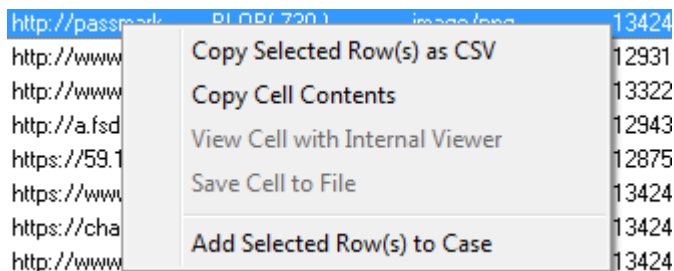 http://passmark BLOB(730) image/png 13424
http://www Copy Selected Row(s) as CSV 12931
http://www Copy Cell Contents 13322
http://a.fsd View Cell with Internal Viewer 12943
https://59.1 12875
https://www Save Cell to File 13424
https://cha 13424
http://www Add Selected Row(s) to Case 13424